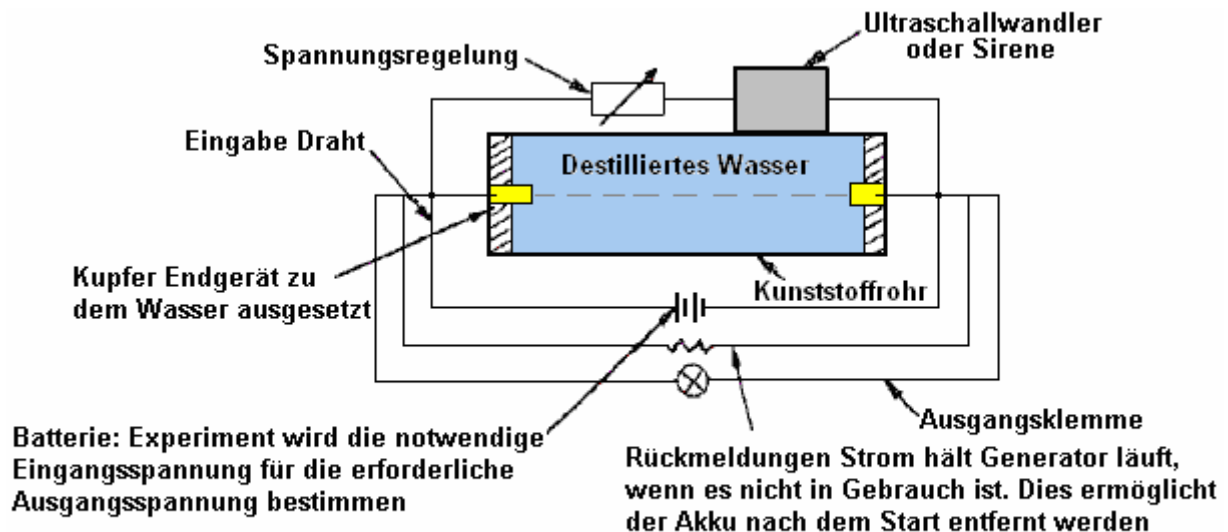 Ultraschallwandler
oder Sirene
Spannungsregelung
Eingabe Draht
Destilliertes Wasser
Kupfer Endgerät zu
dem Wasser ausgesetzt
Kunststoffrohr
Ausgangsklemme
Batterie: Experiment wird die notwendige
Eingangsspannung für die erforderliche
Ausgangsspannung bestimmen
Rückmeldungen Strom hält Generator läuft,
wenn es nicht in Gebrauch ist. Dies ermöglicht
der Akku nach dem Start entfernt werden